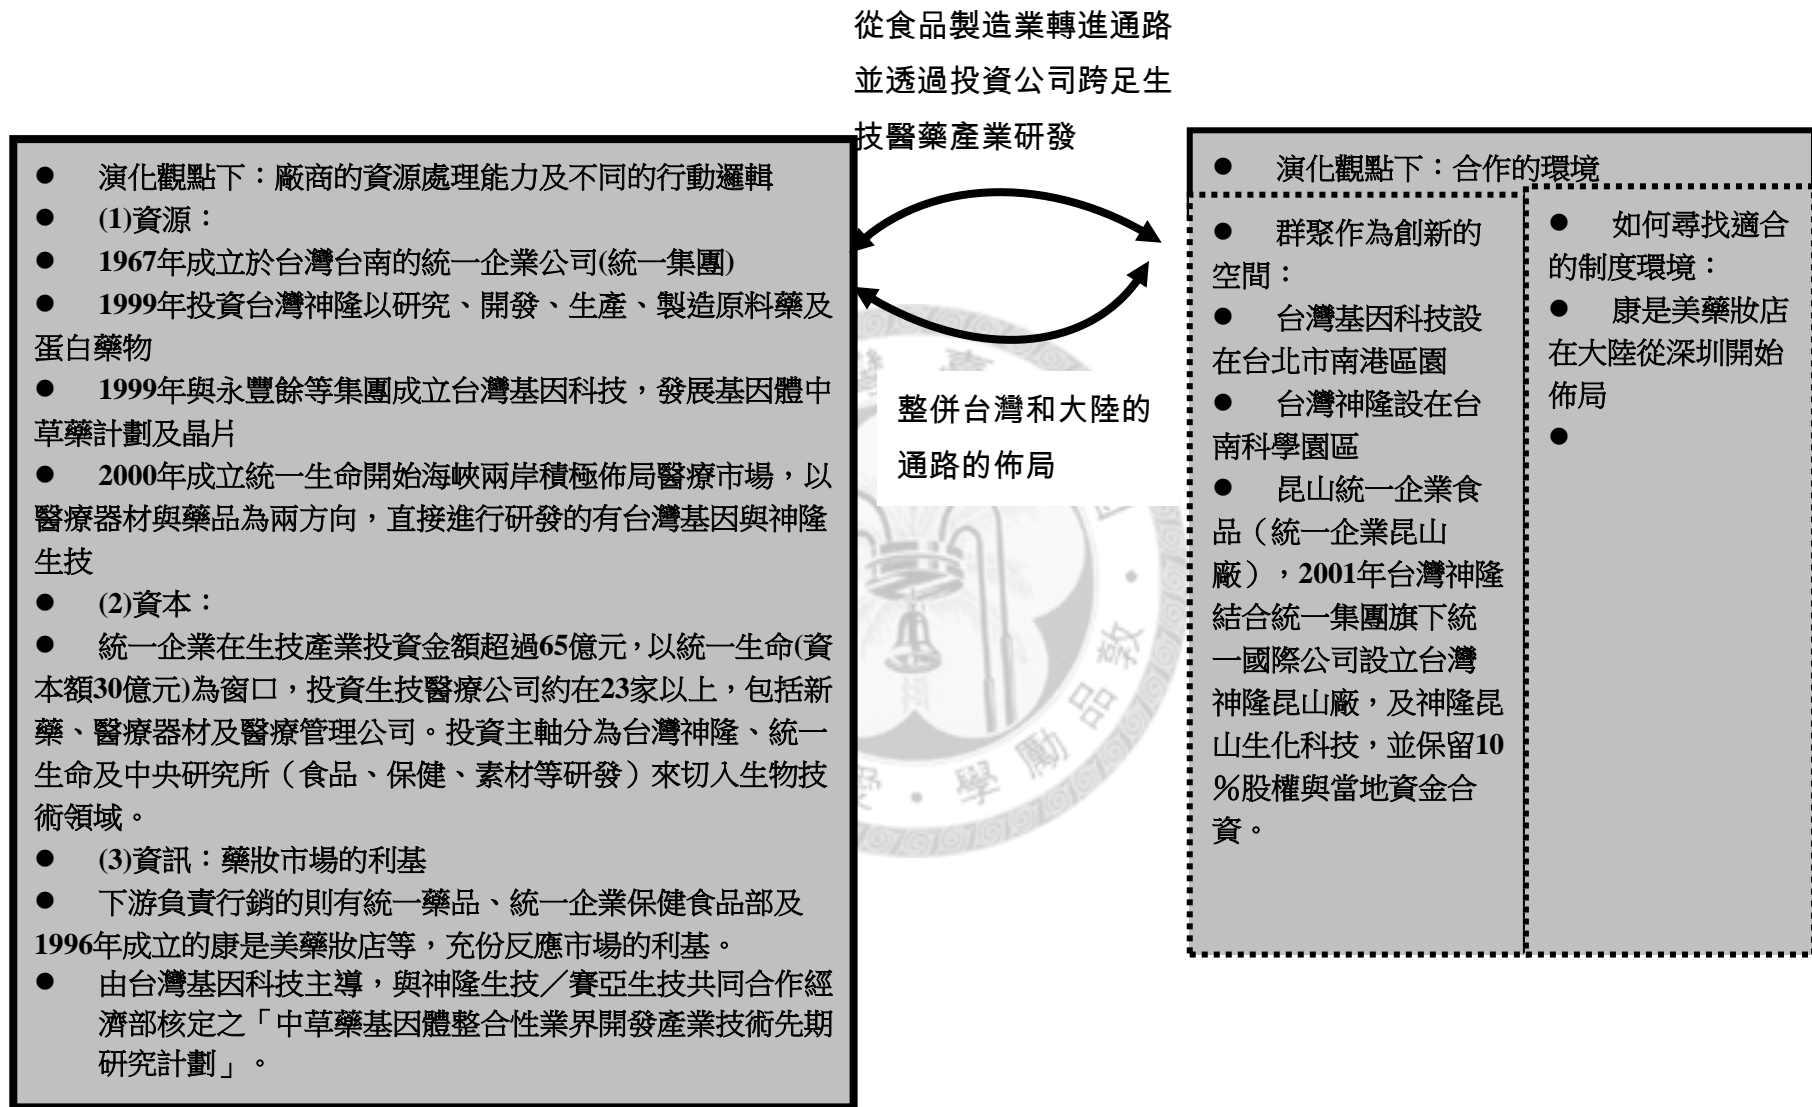 從食品製造業轉進通路
並透過投資公司跨足生
技醫藥產業研發
● 演化觀點下：廠商的資源處理能力及不同的行動邏輯
● (1)資源：
● 1967年成立於台灣台南的統一企業公司(統一集團)
● 1999年投資台灣神隆以研究、開發、生產、製造原料藥及
蛋白藥物
● 1999年與永豐餘等集團成立台灣基因科技，發展基因體中
草藥計劃及晶片
● 2000年成立統一生命開始海峽兩岸積極佈局醫療市場，以
醫療器材與藥品為兩方向，直接進行研發的有台灣基因與神隆
生技
● (2)資本：
● 統一企業在生技產業投資金額超過65億元，以統一生命(資
本額30億元)為窗口，投資生技醫療公司約在23家以上，包括新
藥、醫療器材及醫療管理公司。投資主軸分為台灣神隆、統一
生命及中央研究所（食品、保健、素材等研發）來切入生物技
術領域。
● (3)資訊：藥妝市場的利基
● 下游負責行銷的則有統一藥品、統一企業保健食品部及
1996年成立的康是美藥妝店等，充份反應市場的利基。
● 由台灣基因科技主導，與神隆生技／賽亞生技共同合作經
濟部核定之「中草藥基因體整合性業界開發產業技術先期
研究計劃」。
整併台灣和大陸的
通路的佈局
● 演化觀點下：合作的環境
● 群聚作為創新的
空間：
● 台灣基因科技設
在台北市南港區園
● 台灣神隆設在台
南科學園區
● 昆山統一企業食
品（統一企業昆山
廠），2001年台灣神隆
結合統一集團旗下統
一國際公司設立台灣
神隆昆山廠，及神隆昆
山生化科技，並保留10
％股權與當地資金合
資。
● 如何尋找適合
的制度環境：
● 康是美藥妝店
在大陸從深圳開始
佈局
●
愛．學 勵 品 敦．